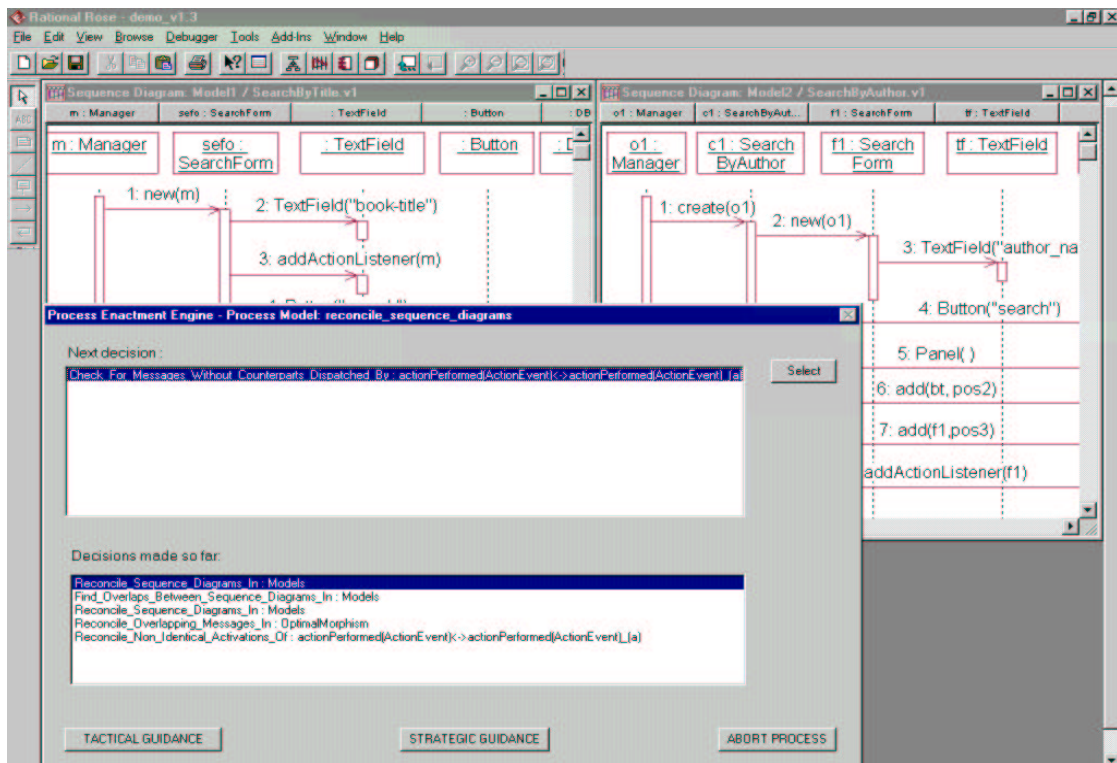 Rational Rose - demo_v1.3
File Edit View Browse Debugger Tools Add-Ins Window Help
Sequence Diagram: Model1 / SearchByTitle.v1
m : Manager sefo : SearchForm : TextField : Button : DB
m : Manager sefo : SearchForm : TextField : Button : D
1: new(m)
2: TextField("book-title")
3: addActionListener(m)
Sequence Diagram: Model2 / SearchByAuthor.v1
o1 : Manager c1 : SearchByAut... f1 : SearchForm tf : TextField
o1 : Manager c1 : Search ByAuthor f1 : Search Form tf : TextField
1: create(o1)
2: new(o1)
3: TextField("author_na
4: Button("search")
5: Panel( )
6: add(bt, pos2)
7: add(f1,pos3)
addActionListener(f1)
ABC
Process Enactment Engine - Process Model: reconcile_sequence_diagrams
Next decision :
Check_For_Messages_Without_Counterparts_Dispatched_By : actionPerformed(ActionEvent)<->actionPerformed(ActionEvent)_(a)
Select
Decisions made so far:
Reconcile_Sequence_Diagrams_In : Models
Find_Overlaps_Between_Sequence_Diagrams_In : Models
Reconcile_Sequence_Diagrams_In : Models
Reconcile_Overlapping_Messages_In : OptimalMorphism
Reconcile_Non_Identical_Activations_Of : actionPerformed(ActionEvent)<->actionPerformed(ActionEvent)_(a)
TACTICAL GUIDANCE STRATEGIC GUIDANCE ABORT PROCESS